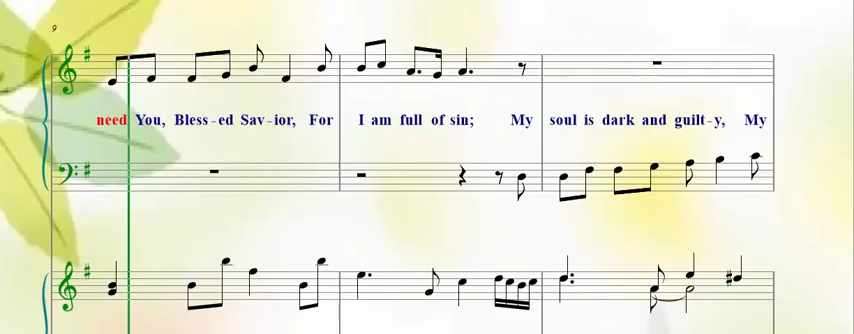 9
need You, Bless-ed Sav-ior, For I am full of sin; My soul is dark and guilt-y, My